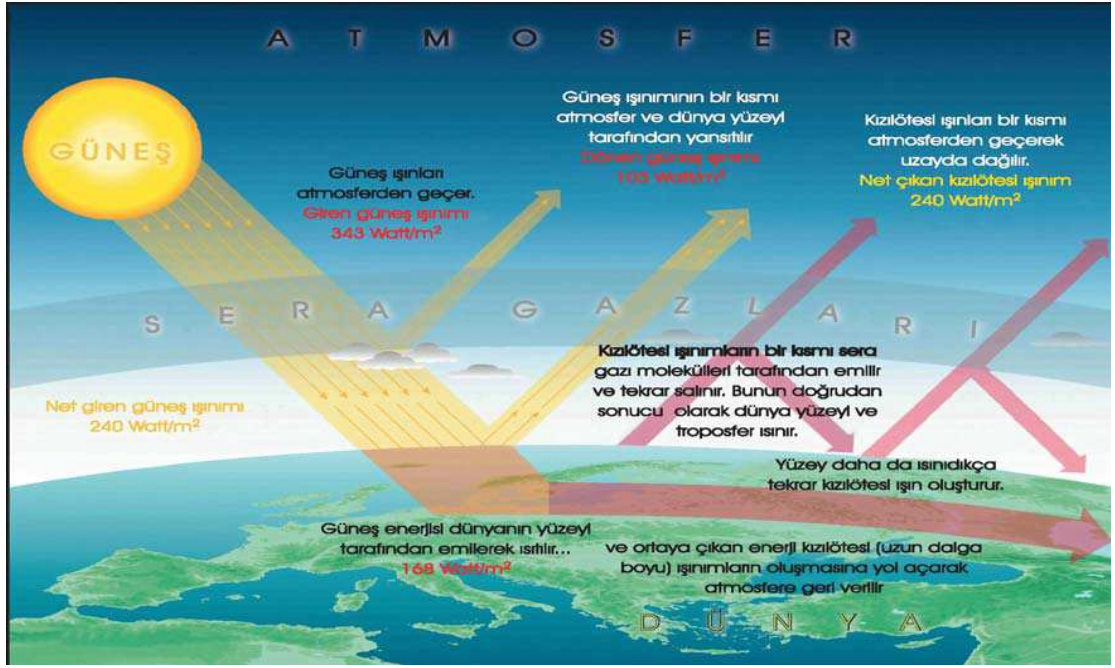 ATMOSFER
GÜNEŞ
Güneş ışınları
atmosferden geçer.
Giren güneş ışınımı
343 Watt/m²
Güneş ışınımının bir kısmı
atmosfer ve dünya yüzeyi
tarafından yansıtılır
Dönen güneş ışınımı
103 Watt/m²
Kızılötesi ışınları bir kısmı
atmosferden geçerek
uzayda dağılır.
Net çıkan kızılötesi ışınım
240 Watt/m²
SERA GAZLARI
Net giren güneş ışınımı
240 Watt/m²
Kızılötesi ışınımların bir kısmı sera
gazı molekülleri tarafından emilir
ve tekrar salınır. Bunun doğrudan
sonucu olarak dünya yüzeyi ve
troposfer ısınır.
Yüzey daha da ısınıdıkça
tekrar kızılötesi ışın oluşturur.
Güneş enerjisi dünyanın yüzeyi
tarafından emilerek ısıtılır...
168 Watt/m²
ve ortaya çıkan enerji kızılötesi (uzun dalga
boyu) ışınımların oluşmasına yol açarak
atmosfere geri verilir
DÜNYA